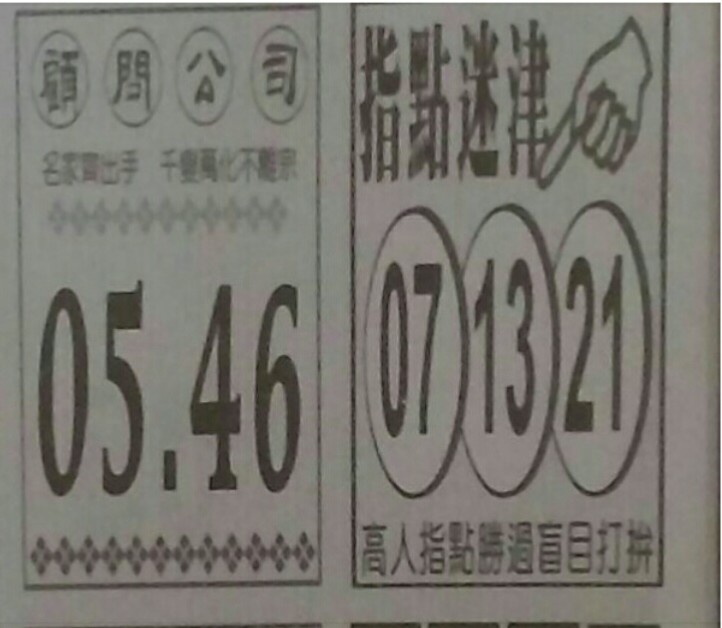 顧問公司
名家齊出手 千變萬化不離宗
05.46
指點迷津
07 13 21
高人指點勝過盲目打拚